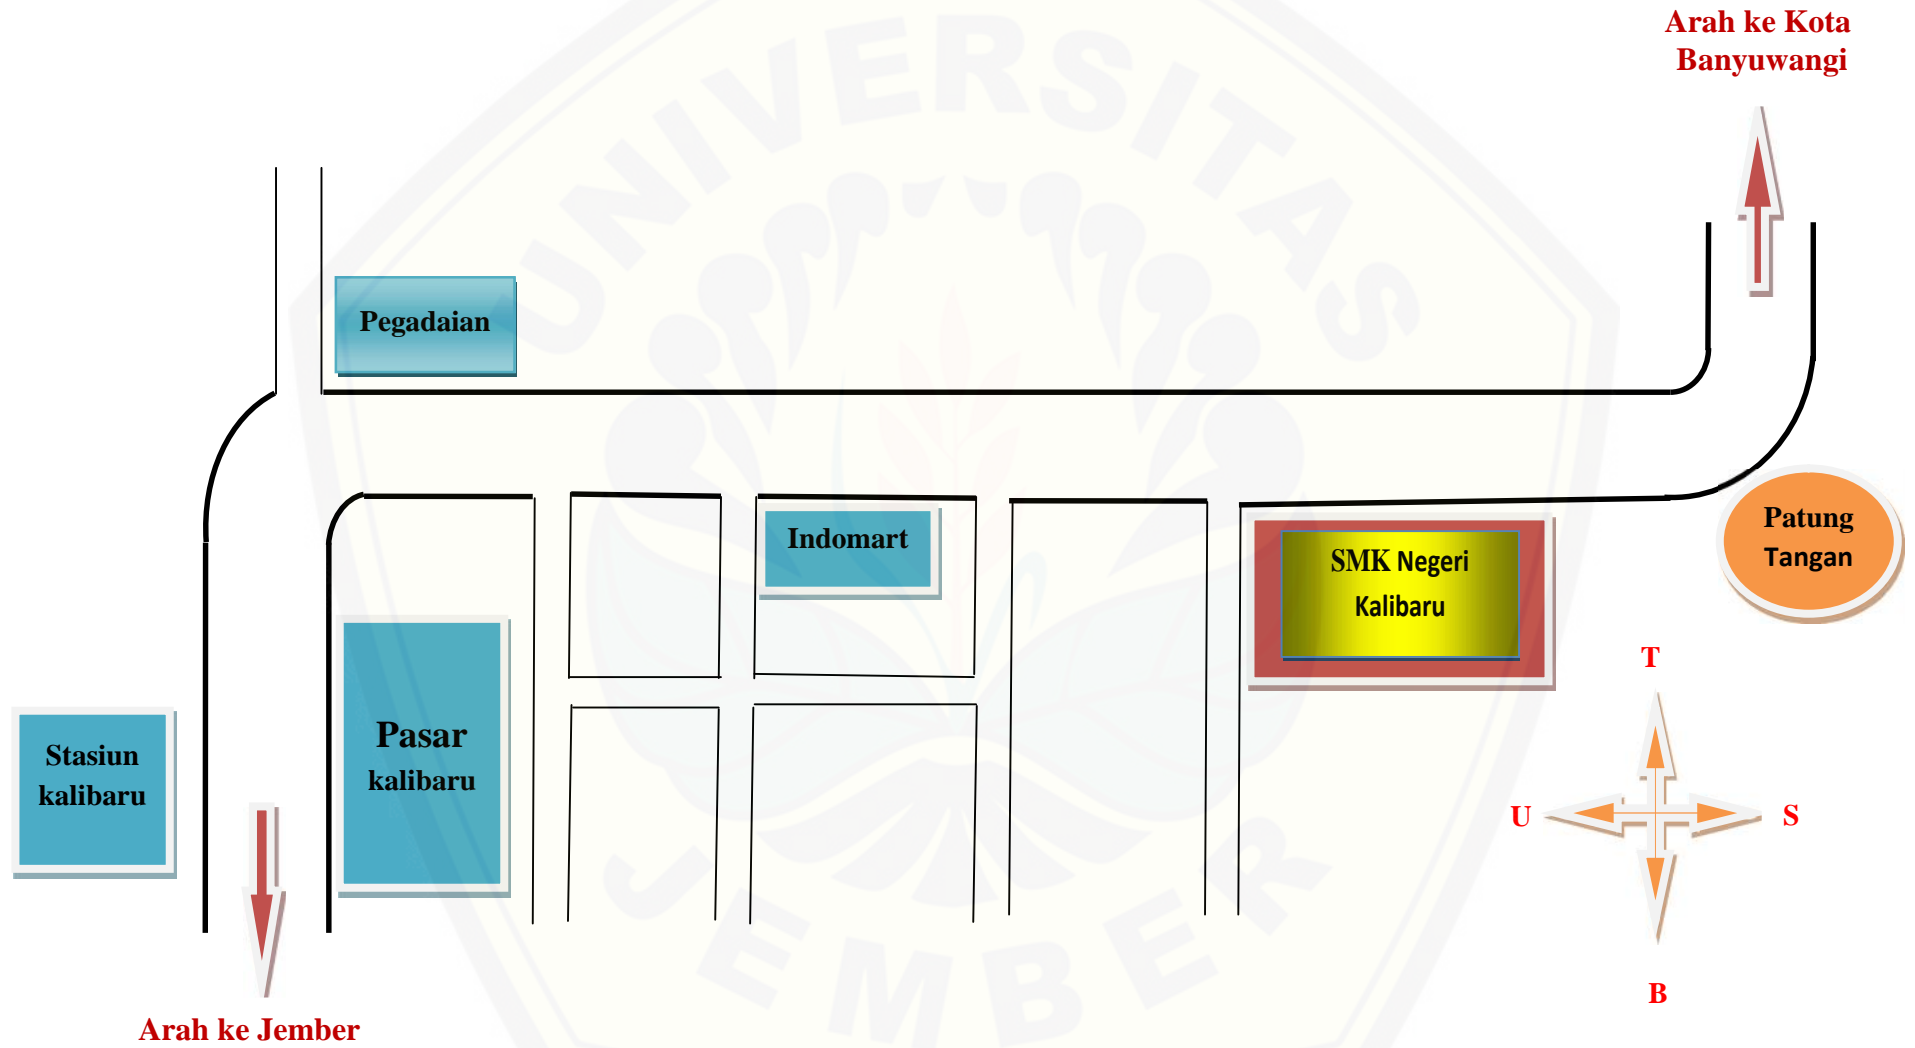 Arah ke Kota
Banyuwangi
UNIVERSITAS
Pegadaian
Indomart
SMK Negeri
Kalibaru
Patung
Tangan
Pasar
kalibaru
Stasiun
kalibaru
T
U
S
B
JEMBER
Arah ke Jember